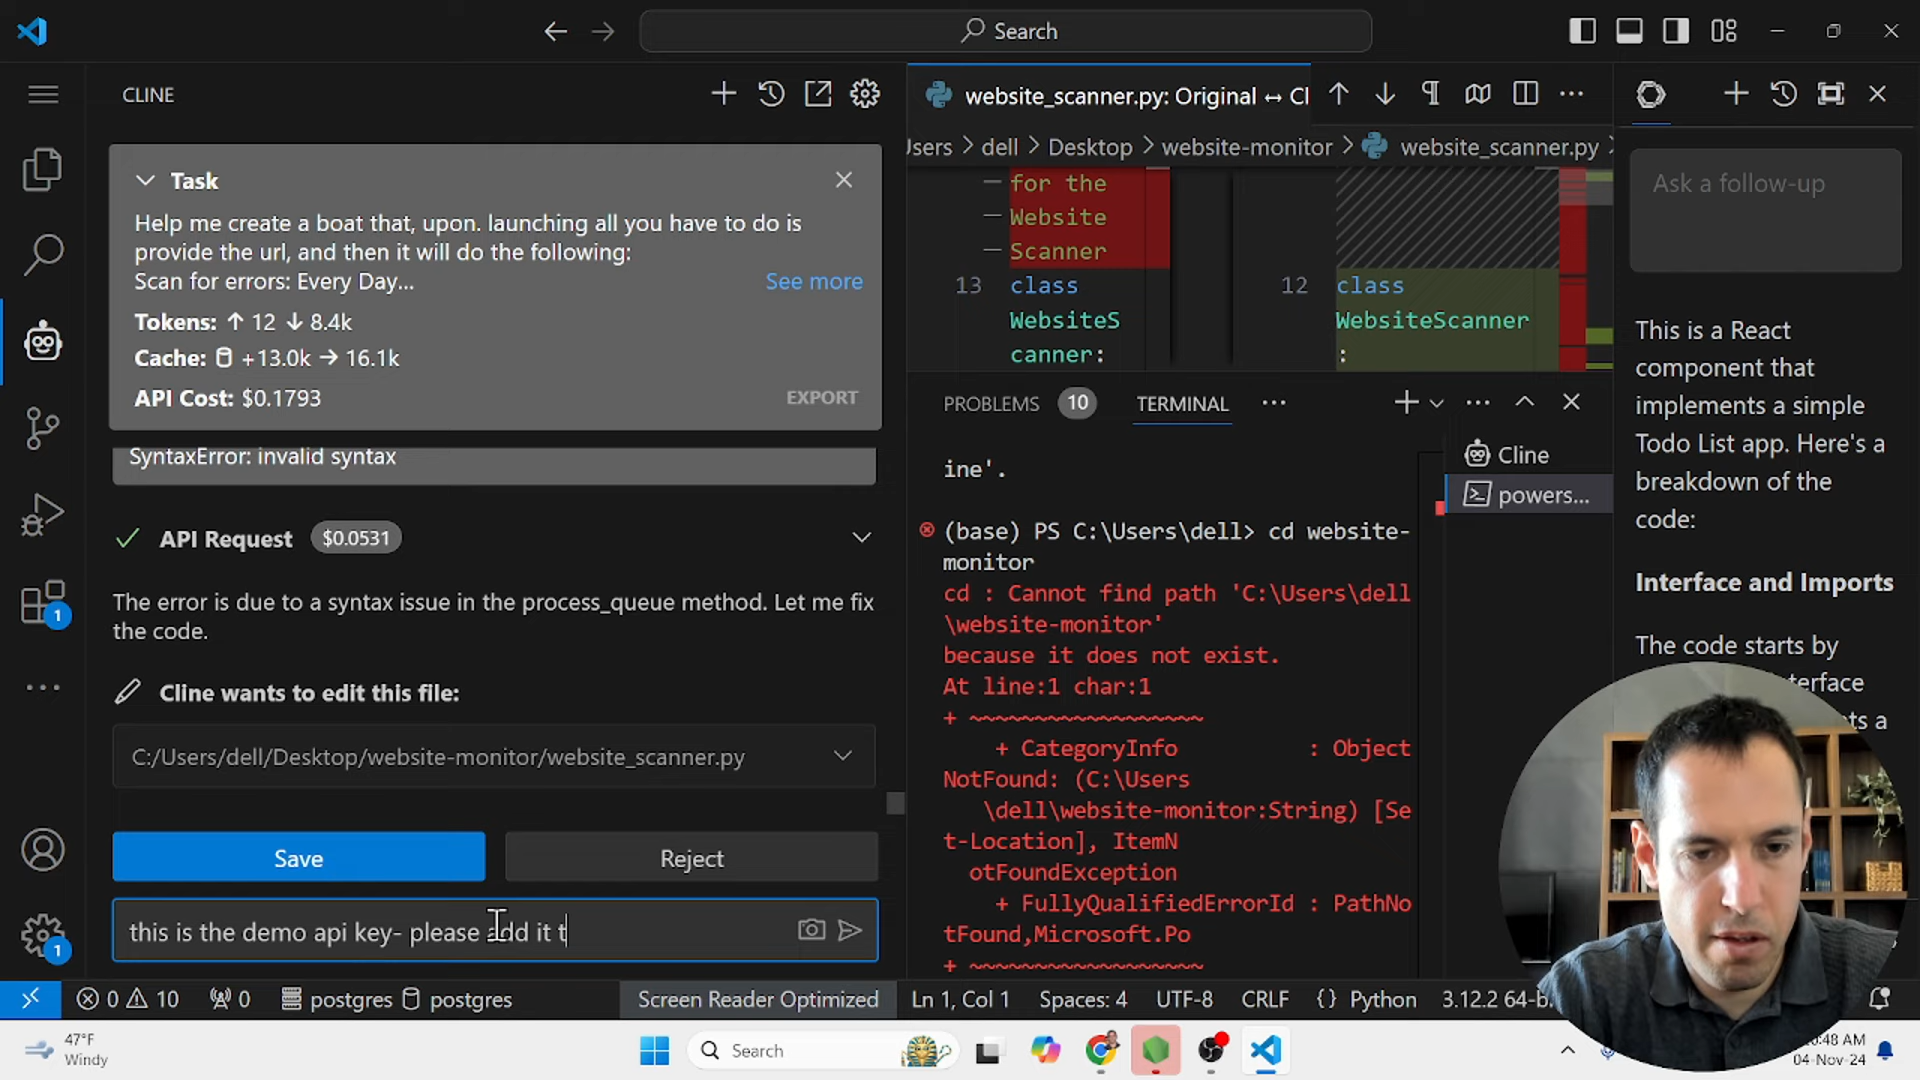 Search
CLINE
Task
Help me create a boat that, upon. launching all you have to do is
provide the url, and then it will do the following:
Scan for errors: Every Day...
See more
Tokens: ↑ 12 ↓ 8.4k
Cache: +13.0k → 16.1k
API Cost: $0.1793
EXPORT
SyntaxError: invalid syntax
API Request $0.0531
The error is due to a syntax issue in the process_queue method. Let me fix
the code.
Cline wants to edit this file:
C:/Users/dell/Desktop/website-monitor/website_scanner.py
Save
Reject
this is the demo api key- please add it t
website_scanner.py: Original ↔ Cl
Users > dell > Desktop > website-monitor > website_scanner.py >
— for the
— Website
— Scanner
13 class
WebsiteS
canner:
12 class
WebsiteScanner
:
PROBLEMS 10 TERMINAL
ine'.
(base) PS C:\Users\dell> cd website-
monitor
cd : Cannot find path 'C:\Users\dell
\website-monitor'
because it does not exist.
At line:1 char:1
+ ~~~~~~~~~~~~~~~~~
+ CategoryInfo : Object
NotFound: (C:\Users
\dell\website-monitor:String) [Se
t-Location], ItemN
otFoundException
+ FullyQualifiedErrorId : PathNo
tFound,Microsoft.Po
+ ~~~~~~~~~~~~~~~~~
Cline
powers...
Ask a follow-up
This is a React
component that
implements a simple
Todo List app. Here's a
breakdown of the
code:
Interface and Imports
The code starts by
terface
ts a
1
1
0 10 0 postgres postgres
Screen Reader Optimized
Ln 1, Col 1
Spaces: 4
UTF-8
CRLF
{} Python
3.12.2 64-b
47°F
Windy
Search
:48 AM
04-Nov-24